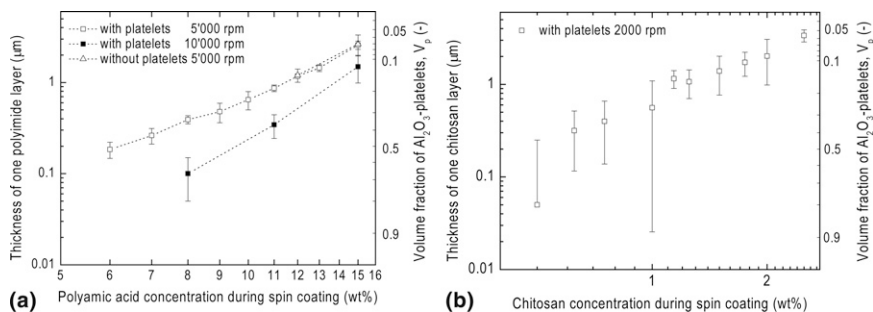 with platelets 5'000 rpm
with platelets 10'000 rpm
without platelets 5'000 rpm
Thickness of one polyimide layer (μm)
1
0.1
0.01
0.05
0.1
0.5
0.9
Volume fraction of Al2O3-platelets, Vp (-)
5 6 7 8 9 10 11 12 13 15 16
Polyamic acid concentration during spin coating (wt%)
(a)
with platelets 2000 rpm
Thickness of one chitosan layer (μm)
10
1
0.1
0.01
0.05
0.1
0.5
0.9
Volume fraction of Al2O3-platelets, Vp (-)
1 2
Chitosan concentration during spin coating (wt%)
(b)